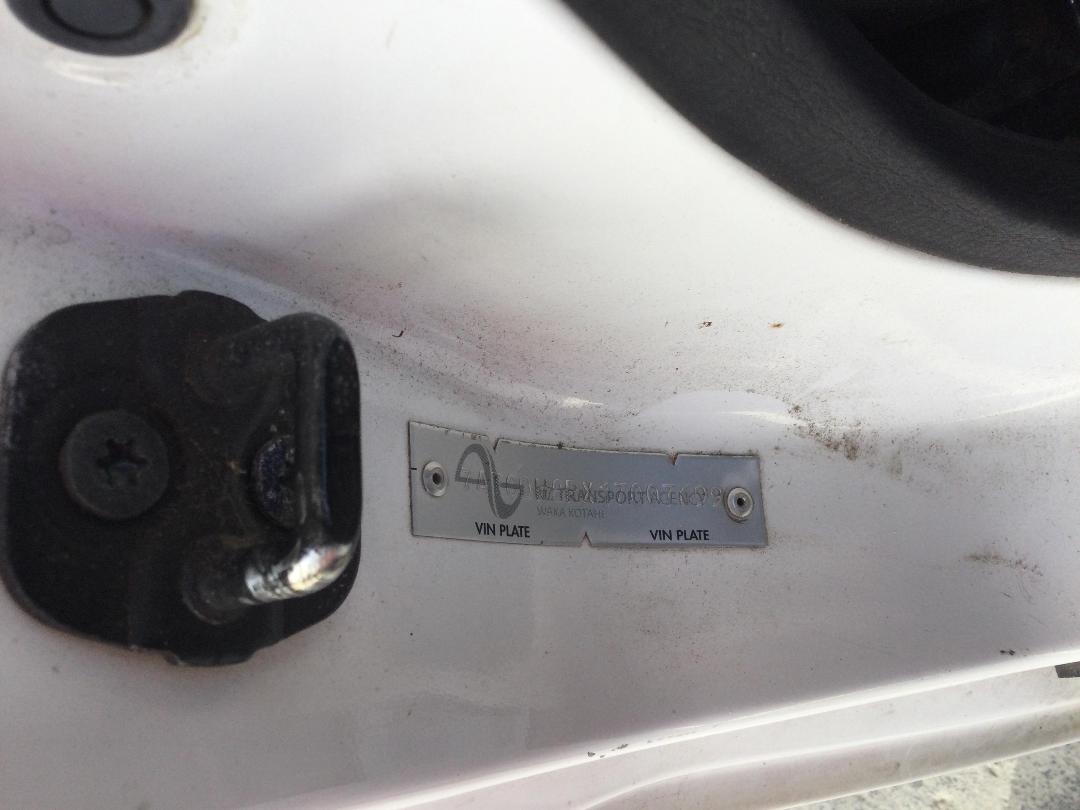 NZ TRANSPORT AGENCY
WAKA KOTAHI
VIN PLATE VIN PLATE